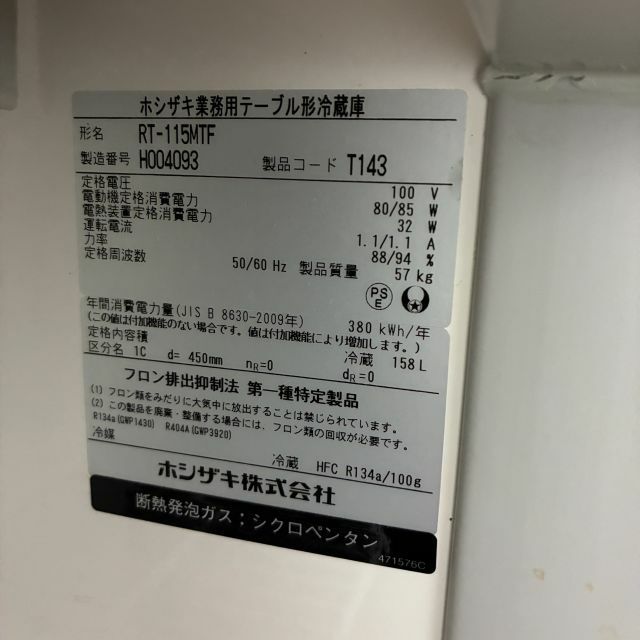 ホシザキ業務用テーブル形冷蔵庫
形名 RT-115MTF
製造番号 H004093 製品コード T143
定格電圧 100 V
電動機定格消費電力 80/85 W
電熱装置定格消費電力 32 W
運転電流 1.1/1.1 A
力率 88/94 %
定格周波数 50/60 Hz 製品質量 57 kg
PS E
年間消費電力量(JIS B 8630-2009年) 380 kWh/年
(この値は付加機能のない場合です。値は付加機能により増加します。)
定格内容積 冷蔵 158 L
区分名 1C d= 450mm nR=0 dR=0
フロン排出抑制法 第一種特定製品
(1) フロン類をみだりに大気中に放出することは禁じられています。
(2) この製品を廃棄・整備する場合には、フロン類の回収が必要です。
R134a(GWP1430) R404A(GWP3920)
冷媒 冷蔵 HFC R134a/100g
ホシザキ株式会社
断熱発泡ガス：シクロペンタン
471576C